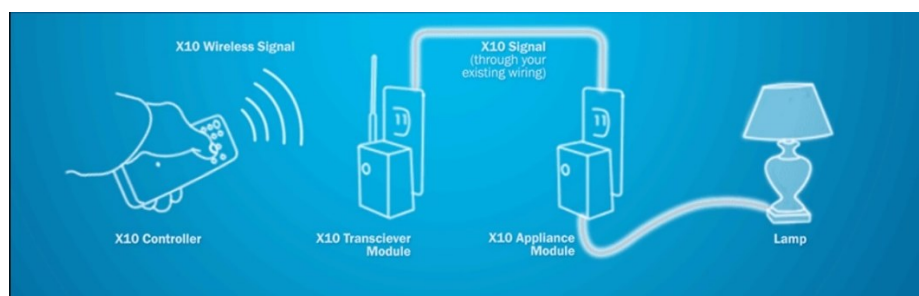 X10 Wireless Signal
X10 Signal
(through your
existing wiring)
X10 Controller
X10 Transciever
Module
X10 Appliance
Module
Lamp